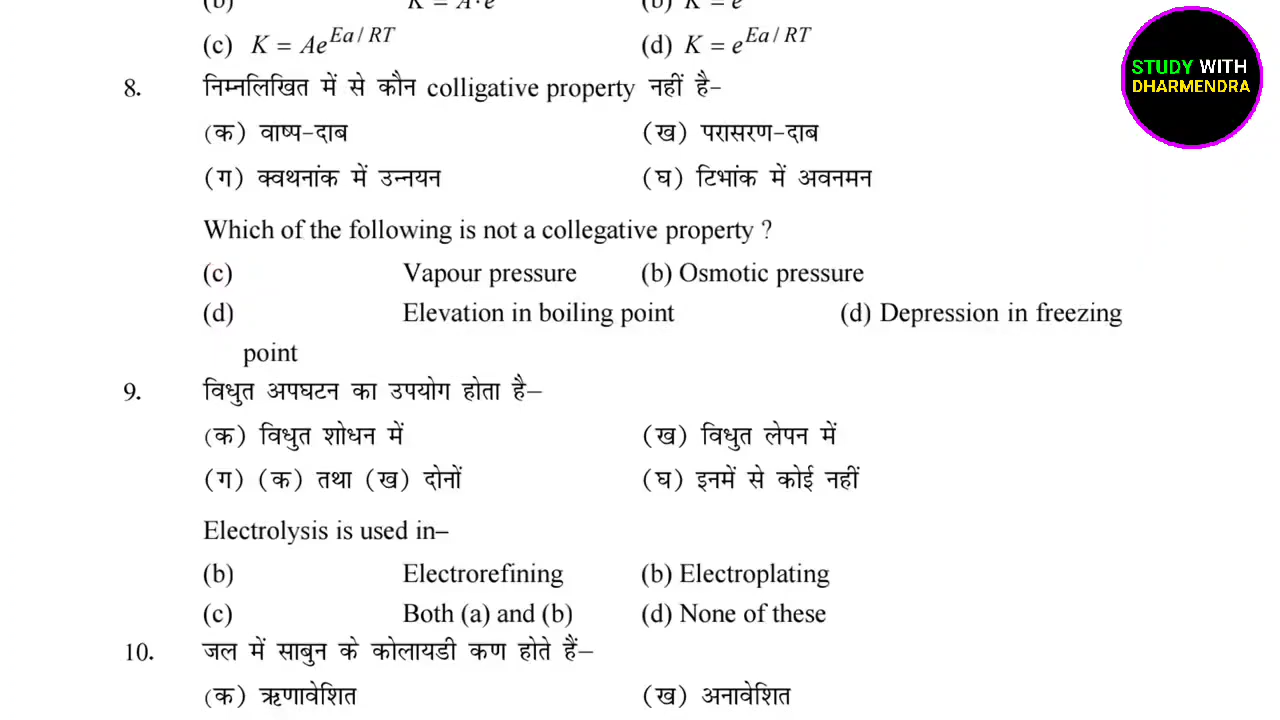 (b) K = A·e (b) K = e
(c) K = Ae^{Ea / RT} (d) K = e^{Ea / RT}
STUDY WITH
DHARMENDRA
8. निम्नलिखित में से कौन colligative property नहीं है-
(क) वाष्प-दाब (ख) परासरण-दाब
(ग) क्वथनांक में उन्नयन (घ) टिभांक में अवनमन
Which of the following is not a collegative property ?
(c) Vapour pressure (b) Osmotic pressure
(d) Elevation in boiling point (d) Depression in freezing
point
9. विधुत अपघटन का उपयोग होता है–
(क) विधुत शोधन में (ख) विधुत लेपन में
(ग) (क) तथा (ख) दोनों (घ) इनमें से कोई नहीं
Electrolysis is used in–
(b) Electrorefining (b) Electroplating
(c) Both (a) and (b) (d) None of these
10. जल में साबुन के कोलायडी कण होते हैं–
(क) ऋणावेशित (ख) अनावेशित